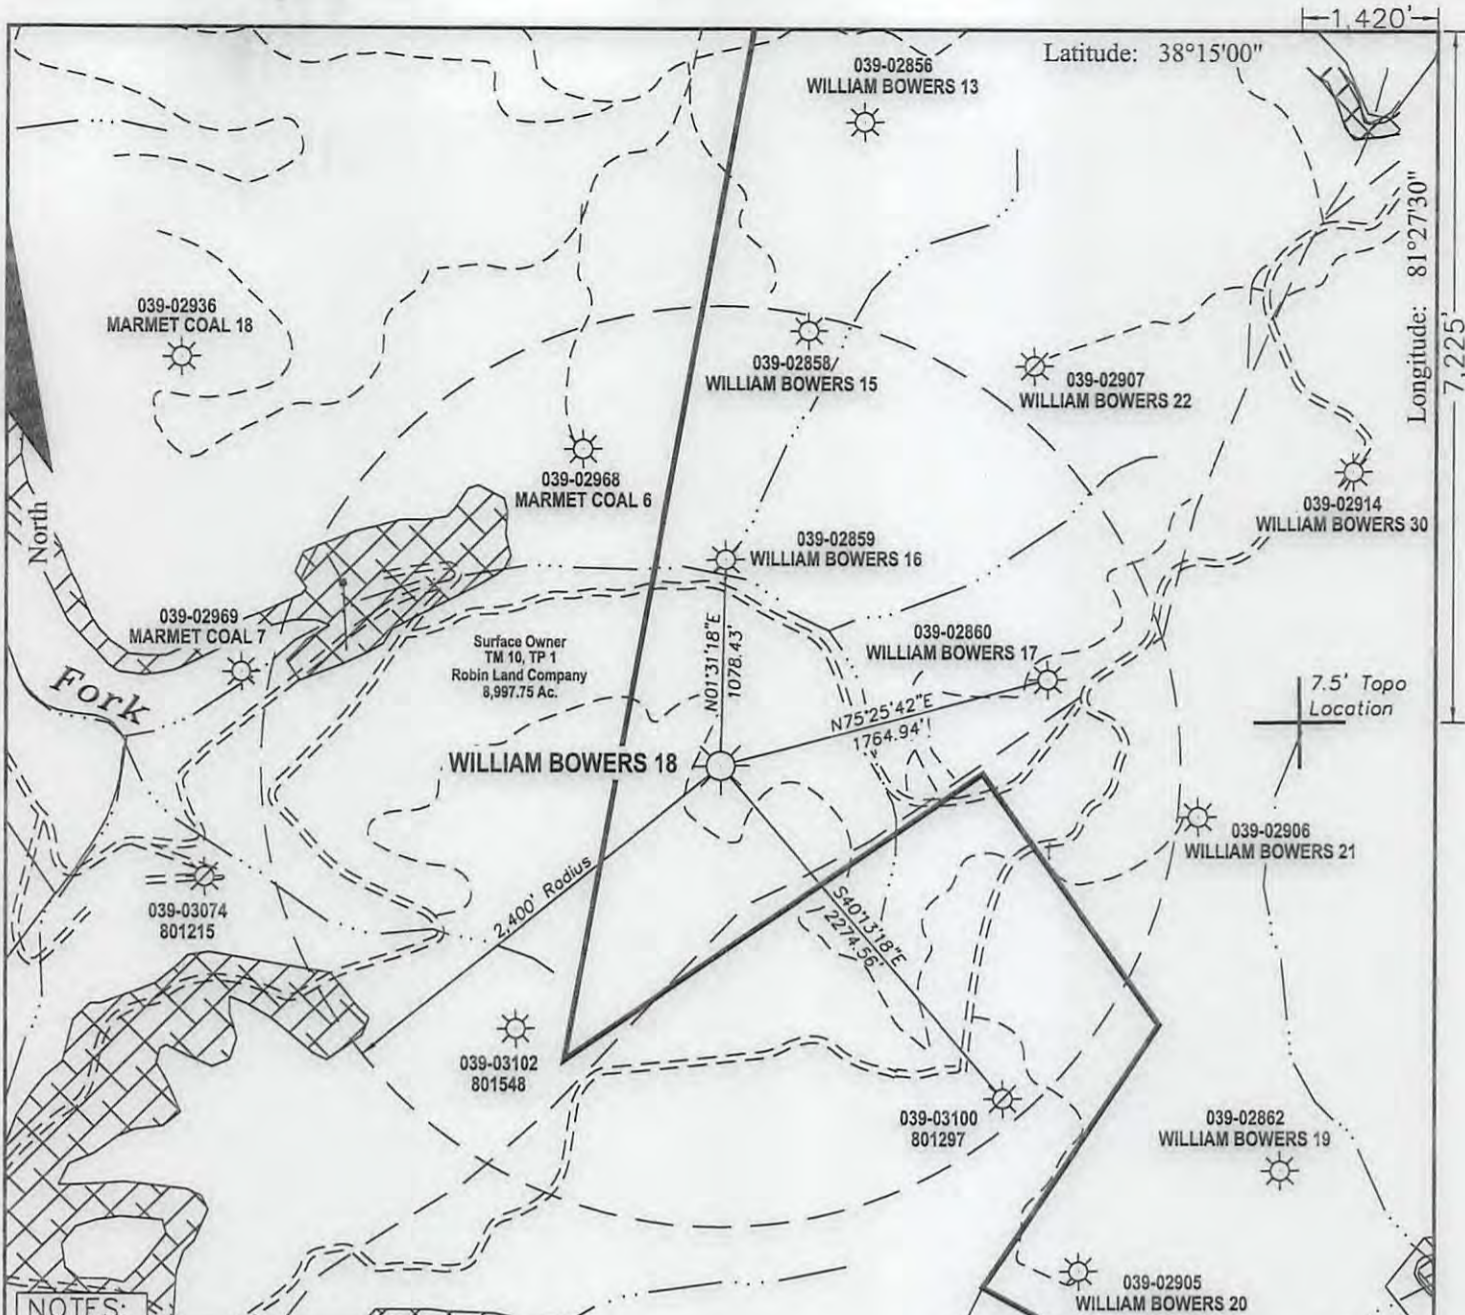 1,420'
Latitude: 38°15'00"
039-02856
WILLIAM BOWERS 13
Longitude: 81°27'30"
7,225'
039-02936
MARMET COAL 18
039-02858/
WILLIAM BOWERS 15
039-02907
WILLIAM BOWERS 22
039-02968
MARMET COAL 6
039-02914
WILLIAM BOWERS 30
North
039-02859
WILLIAM BOWERS 16
039-02969
MARMET COAL 7
Surface Owner
TM 10, TP 1
Robin Land Company
8,997.75 Ac.
N01°31'18"E
1078.43'
039-02860
WILLIAM BOWERS 17
Fork
N75°25'42"E
1764.94'
7.5' Topo
Location
WILLIAM BOWERS 18
039-02906
WILLIAM BOWERS 21
2,400' Radius
S40°13'18"E
2274.56'
039-03074
801215
039-03102
801548
039-03100
801297
039-02862
WILLIAM BOWERS 19
039-02905
WILLIAM BOWERS 20
NOTES: